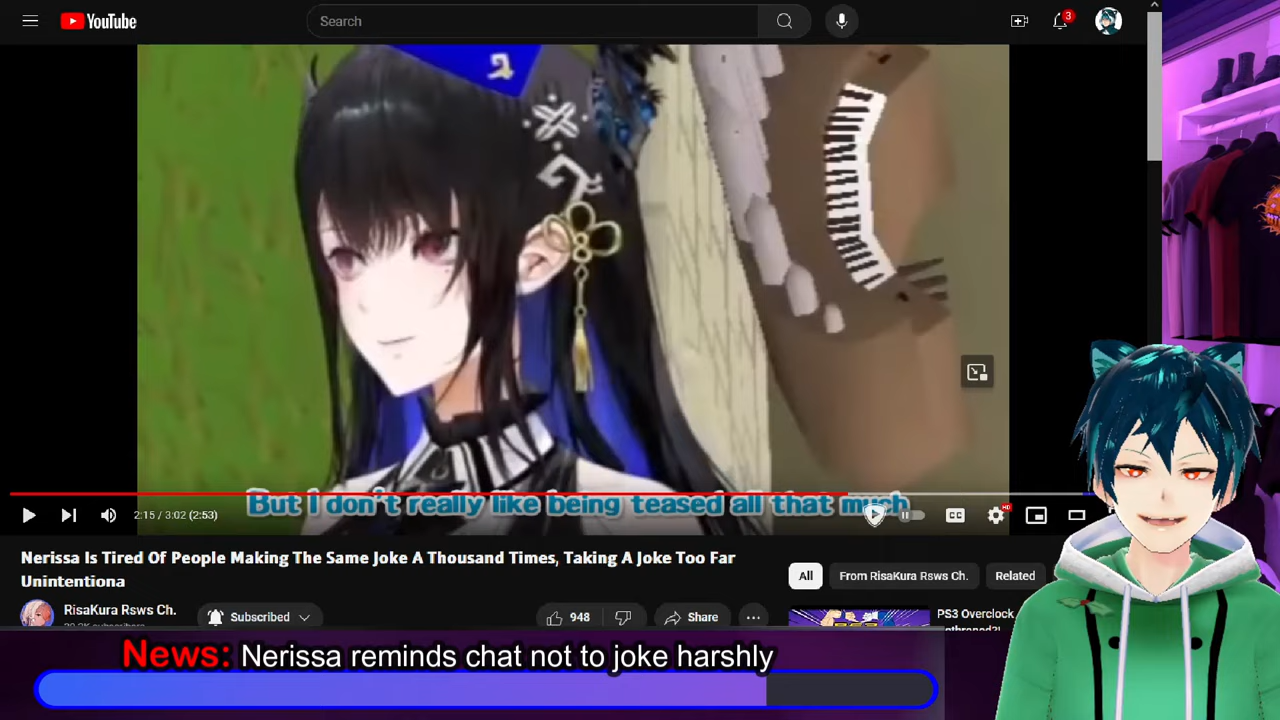 YouTube
Search
3
But I don't really like being teased all that much
2:15 / 3:02 (2:53)
CC
HD
Nerissa Is Tired Of People Making The Same Joke A Thousand Times, Taking A Joke Too Far
Unintentiona
All
From RisaKura Rsws Ch.
Related
RisaKura Rsws Ch.
Subscribed
948
Share
PS3 Overclock
News: Nerissa reminds chat not to joke harshly